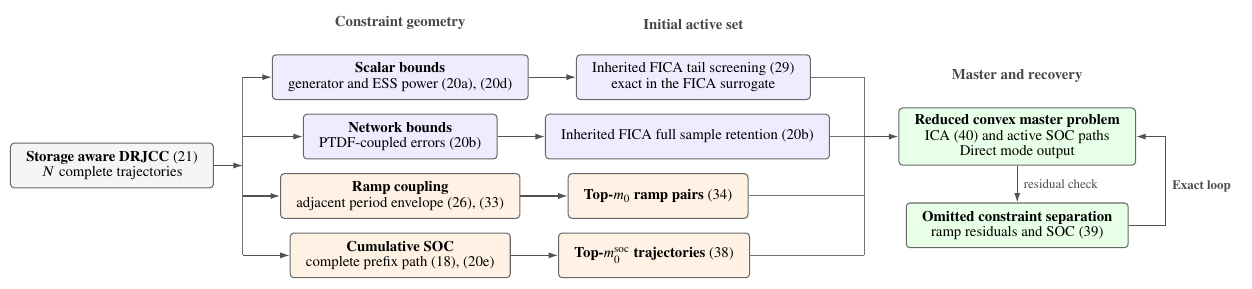 Constraint geometry
Initial active set
Master and recovery
Storage aware DRJCC (21)
N complete trajectories
Scalar bounds
generator and ESS power (20a), (20d)
Inherited FICA tail screening (29)
exact in the FICA surrogate
Network bounds
PTDF-coupled errors (20b)
Inherited FICA full sample retention (20b)
Ramp coupling
adjacent period envelope (26), (33)
Top-m₀ ramp pairs (34)
Cumulative SOC
complete prefix path (18), (20e)
Top-m₀ˢᵒᶜ trajectories (38)
Reduced convex master problem
ICA (40) and active SOC paths
Direct mode output
residual check
Exact loop
Omitted constraint separation
ramp residuals and SOC (39)